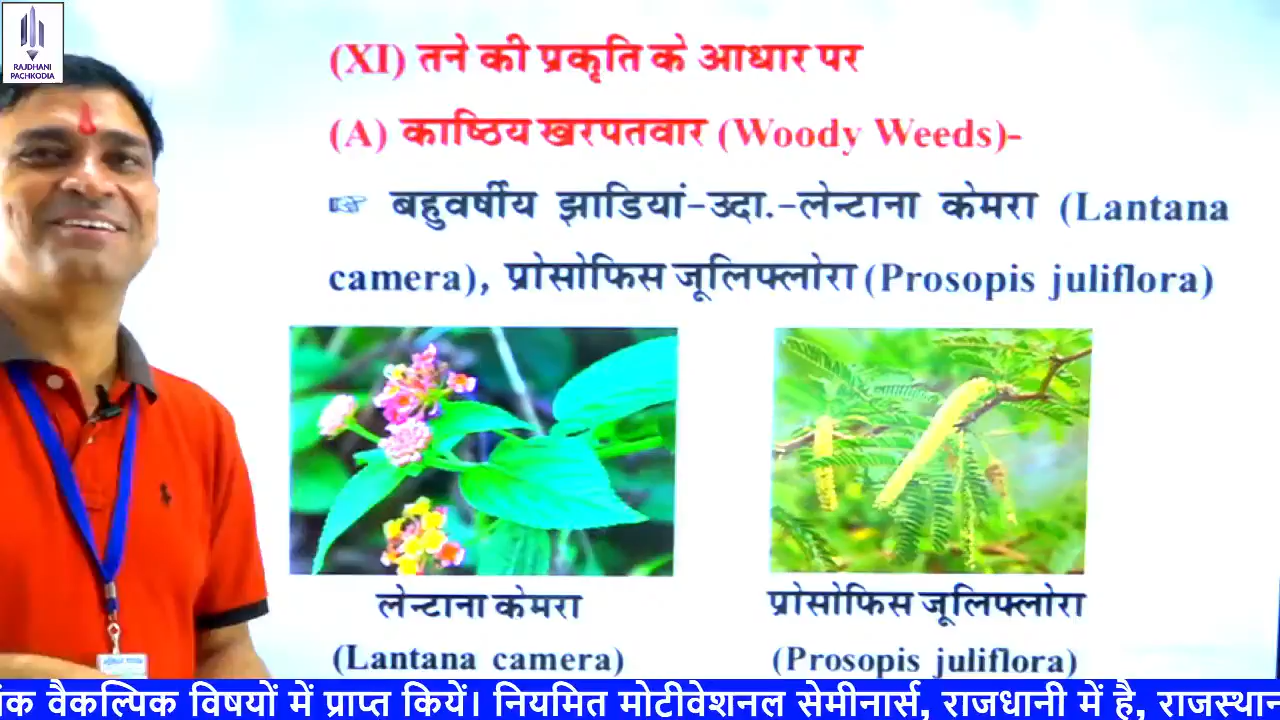 RAJDHANI
PACHKODIA
(XI) तने की प्रकृति के आधार पर
(A) काष्ठिय खरपतवार (Woody Weeds)-
☞ बहुवर्षीय झाडियां-उदा.-लेन्टाना केमरा (Lantana
camera), प्रोसोफिस जूलिफ्लोरा (Prosopis juliflora)
लेन्टाना केमरा
(Lantana camera)
प्रोसोफिस जूलिफ्लोरा
(Prosopis juliflora)
वैकल्पिक विषयों में प्राप्त कियें। नियमित मोटीवेशनल सेमीनार्स, राजधानी में है, राजस्थान